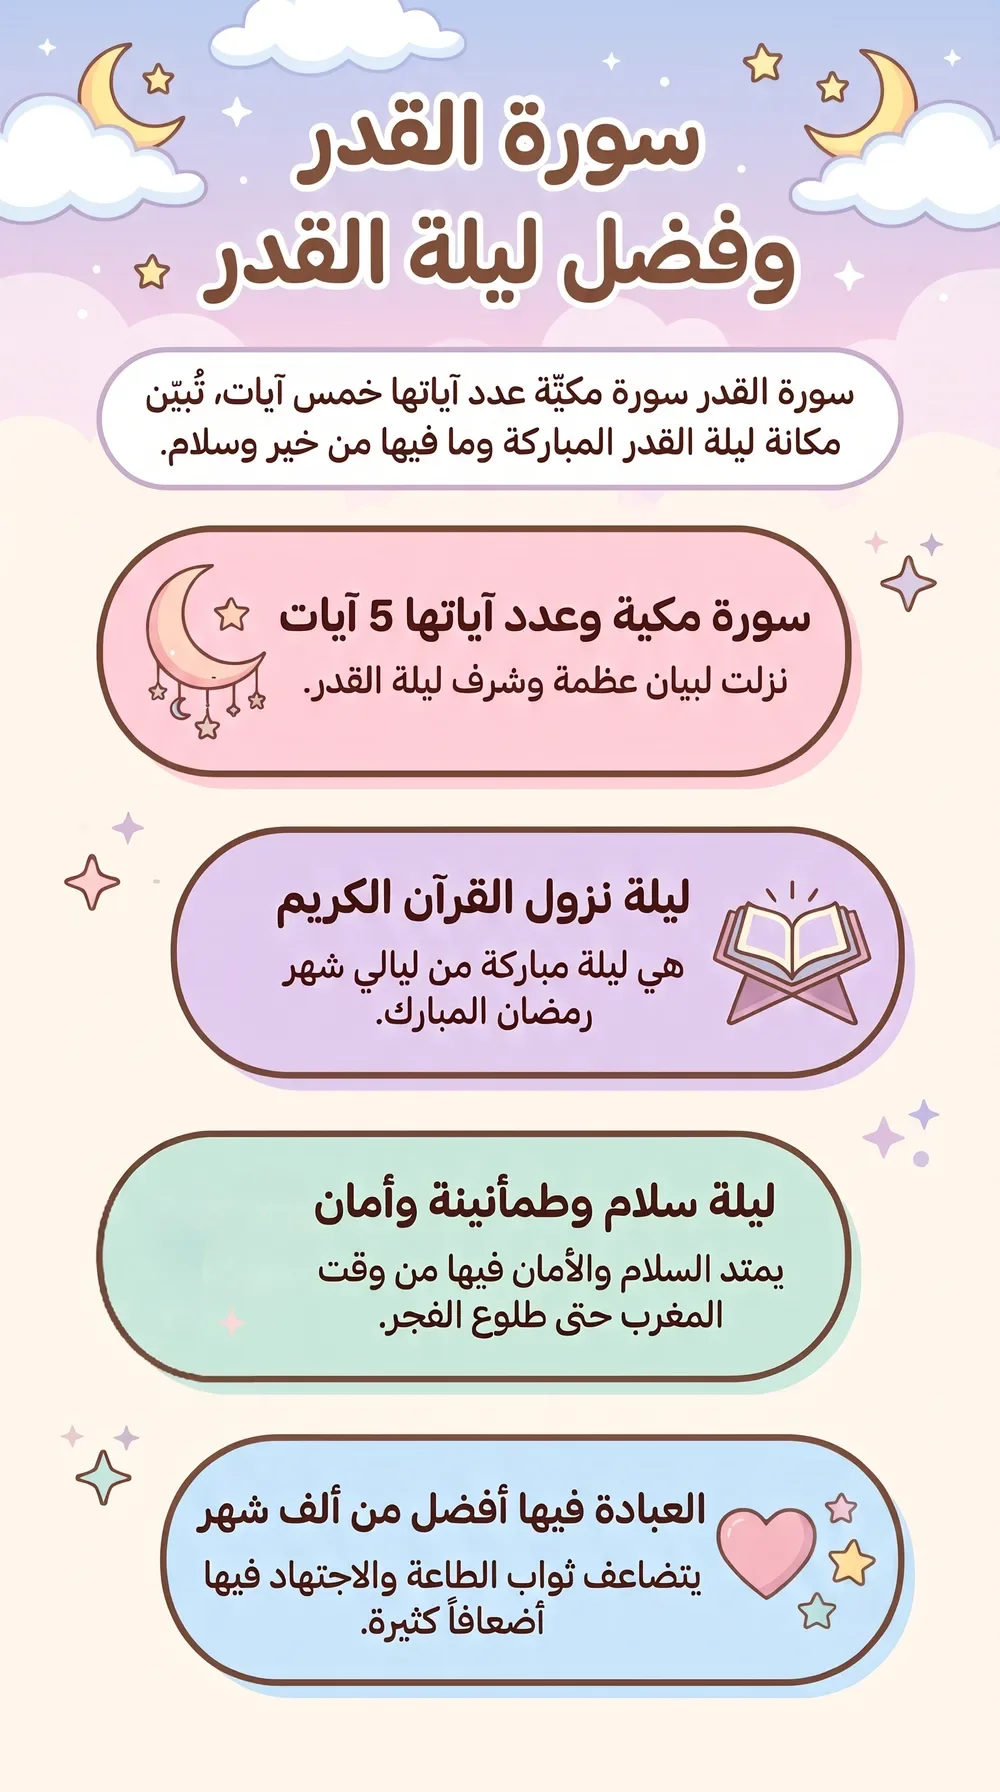 سورة القدر
وفضل ليلة القدر
سورة القدر سورة مكيّة عدد آياتها خمس آيات، تُبيّن
مكانة ليلة القدر المباركة وما فيها من خير وسلام.
سورة مكية وعدد آياتها 5 آيات
نزلت لبيان عظمة وشرف ليلة القدر.
ليلة نزول القرآن الكريم
هي ليلة مباركة من ليالي شهر
رمضان المبارك.
ليلة سلام وطمأنينة وأمان
يمتد السلام والأمان فيها من وقت
المغرب حتى طلوع الفجر.
العبادة فيها أفضل من ألف شهر
يتضاعف ثواب الطاعة والاجتهاد فيها
أضعافاً كثيرة.